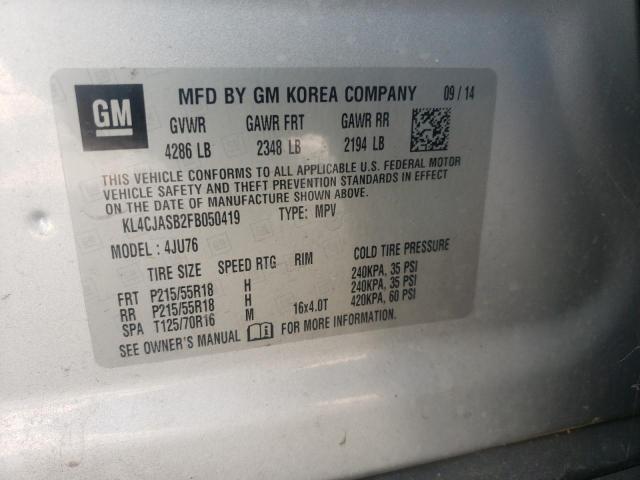 GM
MFD BY GM KOREA COMPANY 09 / 14
GVWR GAWR FRT GAWR RR
4286 LB 2348 LB 2194 LB
THIS VEHICLE CONFORMS TO ALL APPLICABLE U.S. FEDERAL MOTOR
VEHICLE SAFETY AND THEFT PREVENTION STANDARDS IN EFFECT
ON THE DATE OF MANUFACTURE SHOWN ABOVE.
KL4CJASB2FB050419 TYPE: MPV
MODEL : 4JU76
TIRE SIZE SPEED RTG RIM COLD TIRE PRESSURE
FRT P215/55R18 H 240KPA, 35 PSI
RR P215/55R18 H 240KPA, 35 PSI
SPA T125/70R16 M 16x4.0T 420KPA, 60 PSI
SEE OWNER'S MANUAL FOR MORE INFORMATION.